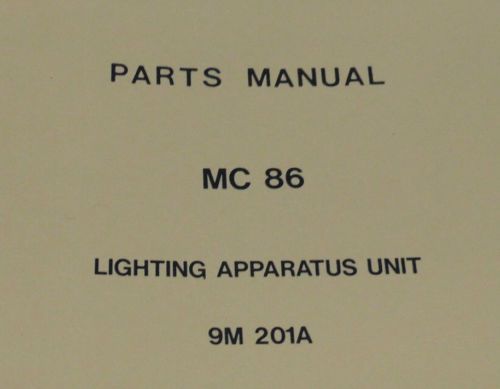 PARTS MANUAL
MC 86
LIGHTING APPARATUS UNIT
9M 201A